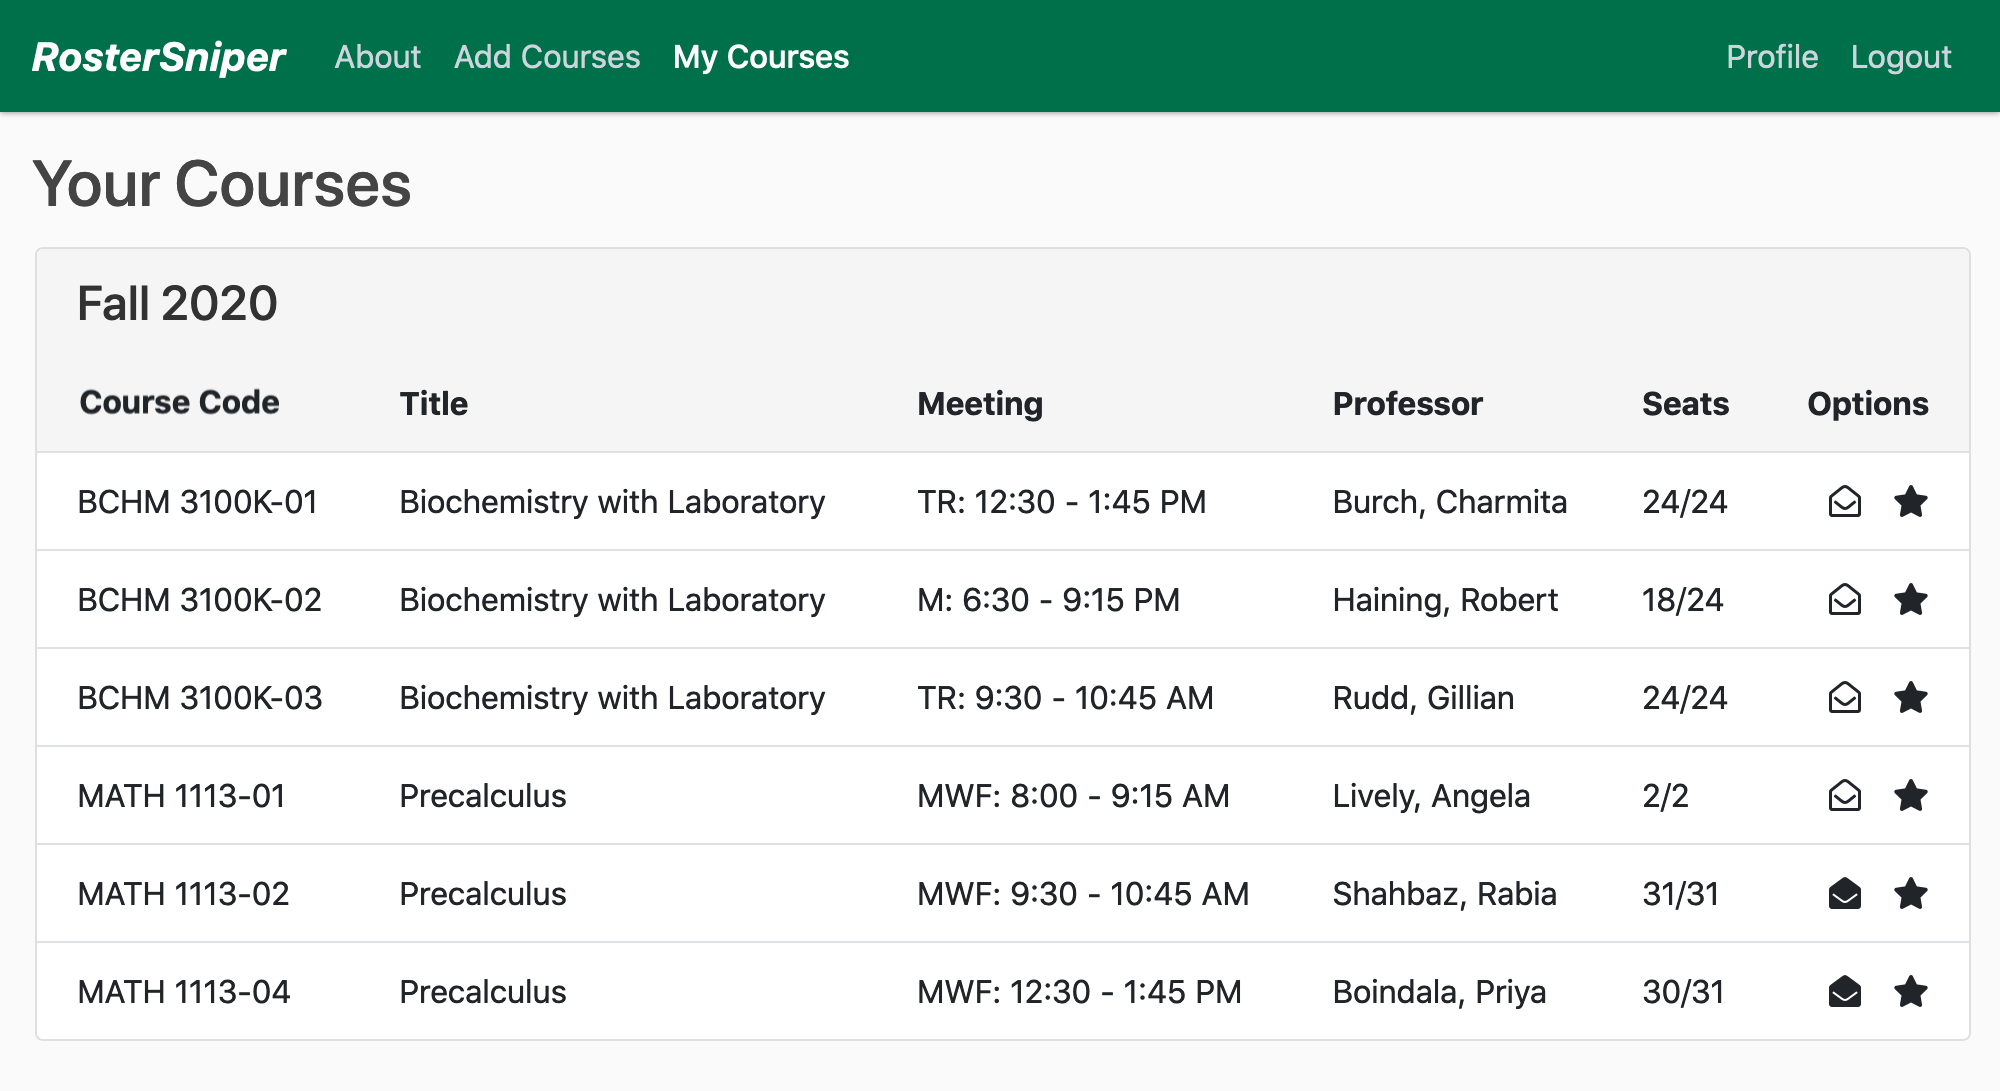 RosterSniper About Add Courses My Courses Profile Logout
Your Courses
Fall 2020
Course Code Title Meeting Professor Seats Options
BCHM 3100K-01 Biochemistry with Laboratory TR: 12:30 - 1:45 PM Burch, Charmita 24/24
BCHM 3100K-02 Biochemistry with Laboratory M: 6:30 - 9:15 PM Haining, Robert 18/24
BCHM 3100K-03 Biochemistry with Laboratory TR: 9:30 - 10:45 AM Rudd, Gillian 24/24
MATH 1113-01 Precalculus MWF: 8:00 - 9:15 AM Lively, Angela 2/2
MATH 1113-02 Precalculus MWF: 9:30 - 10:45 AM Shahbaz, Rabia 31/31
MATH 1113-04 Precalculus MWF: 12:30 - 1:45 PM Boindala, Priya 30/31